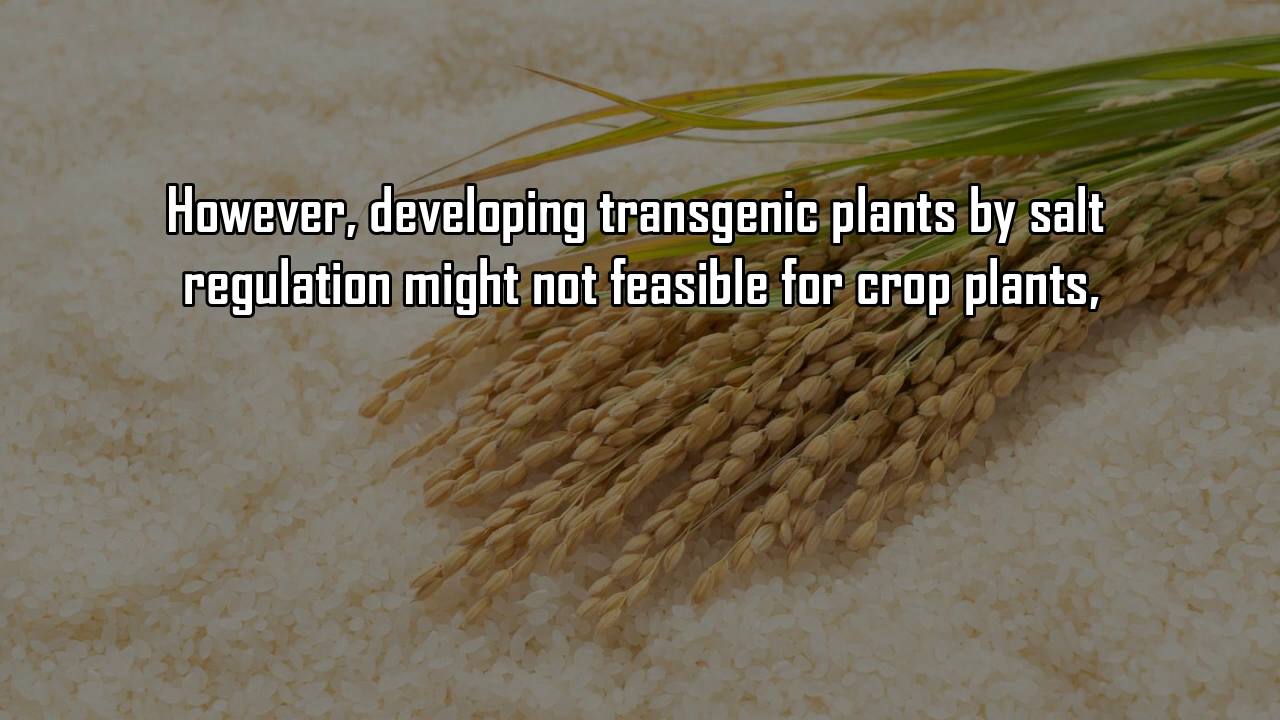 However, developing transgenic plants by salt
regulation might not feasible for crop plants,